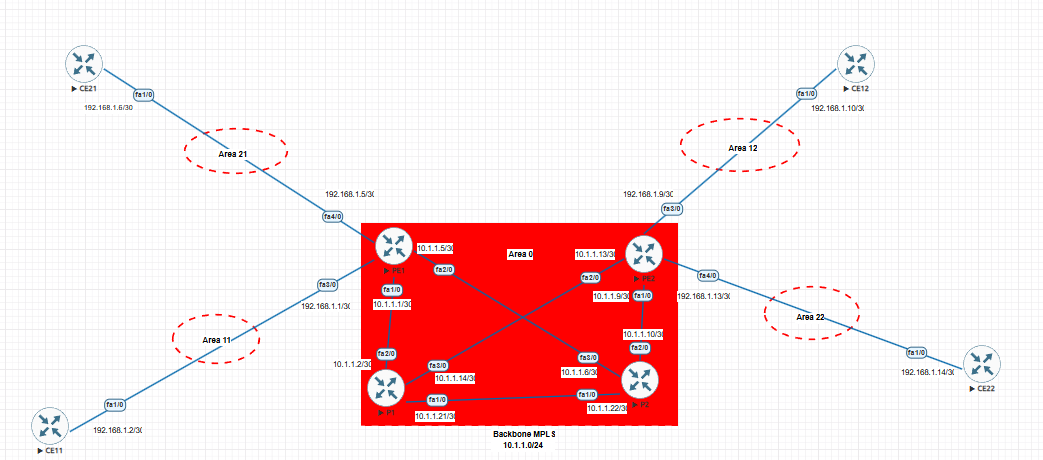 CE21
fa1/0
192.168.1.6/30
Area 21
192.168.1.5/30
fa4/0
CE12
fa1/0
192.168.1.10/30
Area 12
192.168.1.9/30
fa3/0
PE1
10.1.1.5/30
fa2/0
Area 0
10.1.1.13/30
PE2
fa2/0
fa3/0
192.168.1.1/30
fa1/0
10.1.1.1/30
10.1.1.9/30
fa1/0
fa4/0
192.168.1.13/30
Area 11
Area 22
10.1.1.10/30
fa2/0
10.1.1.2/30
fa2/0
fa3/0
10.1.1.14/30
fa3/0
10.1.1.6/30
fa1/0
192.168.1.14/30
CE22
P1
fa1/0
10.1.1.21/30
fa1/0
10.1.1.22/30
P2
fa1/0
192.168.1.2/30
CE11
Backbone MPLS
10.1.1.0/24